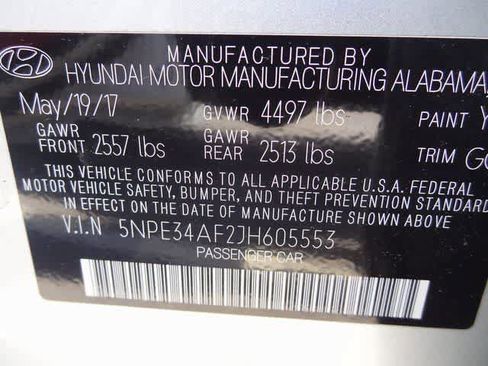 MANUFACTURED BY
HYUNDAI MOTOR MANUFACTURING ALABAMA,
May/19/17 GVWR 4497 lbs PAINT
GAWR FRONT 2557 lbs GAWR REAR 2513 lbs TRIM
THIS VEHICLE CONFORMS TO ALL APPLICABLE U.S.A. FEDERAL
MOTOR VEHICLE SAFETY, BUMPER, AND THEFT PREVENTION STANDARDS
IN EFFECT ON THE DATE OF MANUFACTURE SHOWN ABOVE.
V.I.N 5NPE34AF2JH605553
PASSENGER CAR